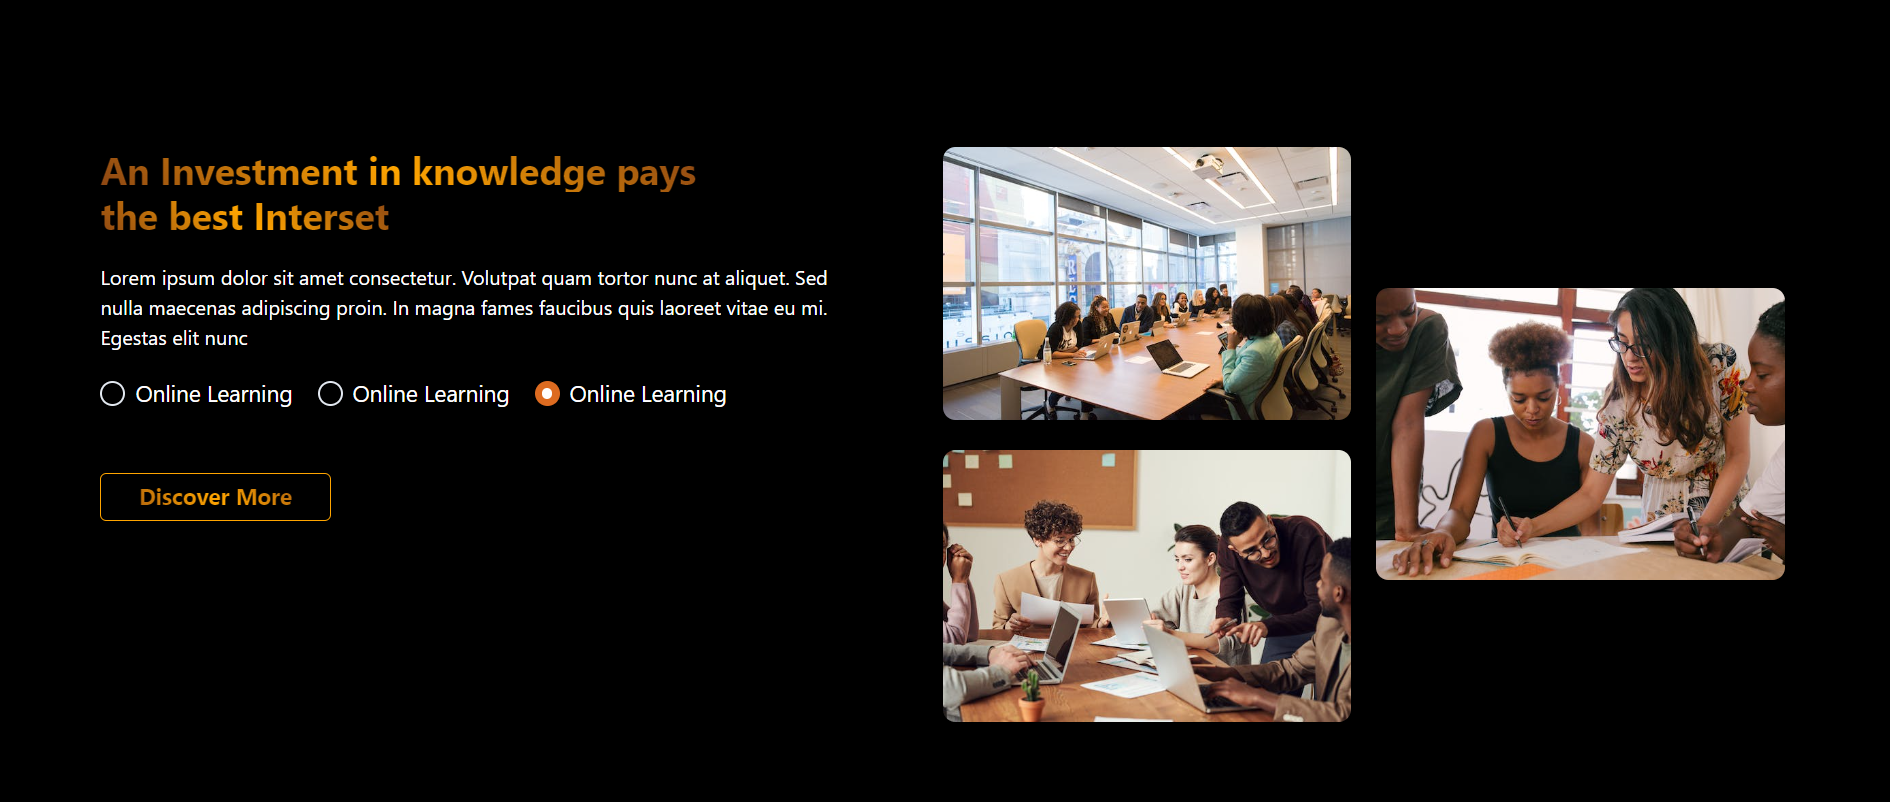 An Investment in knowledge pays
the best Interset
Lorem ipsum dolor sit amet consectetur. Volutpat quam tortor nunc at aliquet. Sed
nulla maecenas adipiscing proin. In magna fames faucibus quis laoreet vitae eu mi.
Egestas elit nunc
Online Learning Online Learning Online Learning
Discover More